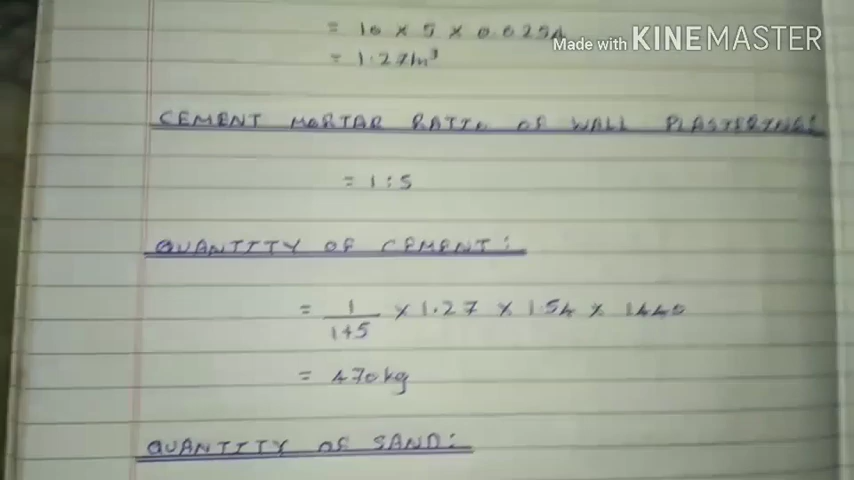 = 10 × 5 × 0.0254
Made with KINEMASTER
= 1.27m³
CEMENT MORTAR RATIO OF WALL PLASTERING:
= 1:5
QUANTITY OF CEMENT:
= 1/1+5 × 1.27 × 1.54 × 1440
= 470kg
QUANTITY OF SAND: